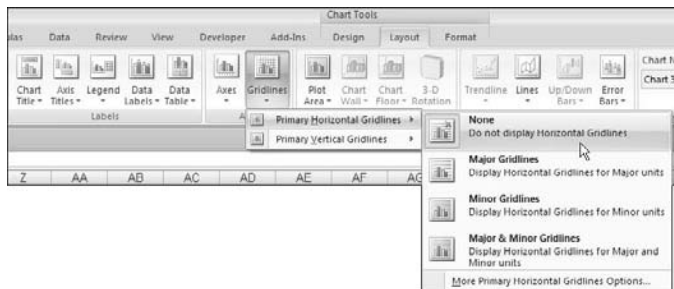 Chart Tools
ulas Data Review View Developer Add-Ins Design Layout Format
Chart Title Axis Titles Legend Data Labels Data Table Axes Gridlines Plot Area Chart Wall Chart Floor 3-D Rotation Trendline Lines Up/Down Bars Error Bars
Chart N
Chart 3
Labels A
Primary Horizontal Gridlines
Primary Vertical Gridlines
None
Do not display Horizontal Gridlines
Major Gridlines
Display Horizontal Gridlines for Major units
Minor Gridlines
Display Horizontal Gridlines for Minor units
Major & Minor Gridlines
Display Horizontal Gridlines for Major and
Minor units
More Primary Horizontal Gridlines Options...
Z AA AB AC AD AE AF AG